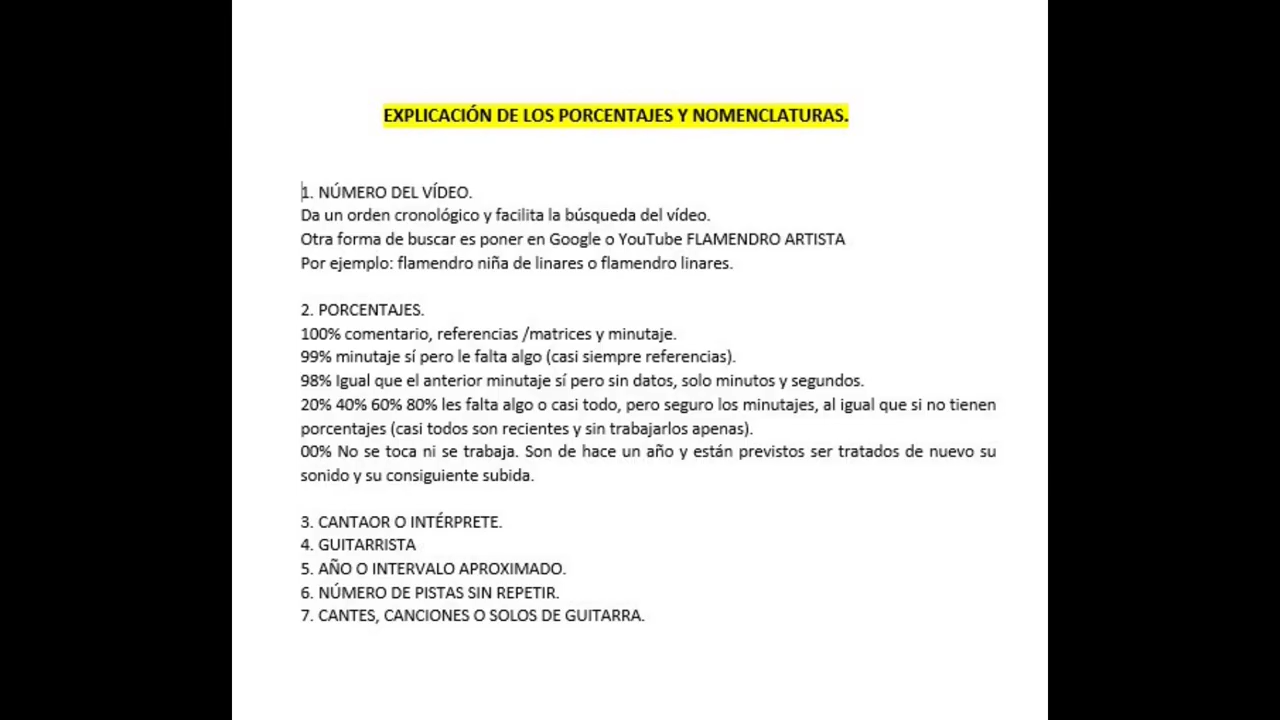 EXPLICACIÓN DE LOS PORCENTAJES Y NOMENCLATURAS.
1. NÚMERO DEL VÍDEO.
Da un orden cronológico y facilita la búsqueda del vídeo.
Otra forma de buscar es poner en Google o YouTube FLAMENDRO ARTISTA
Por ejemplo: flamendro niña de linares o flamendro linares.
2. PORCENTAJES.
100% comentario, referencias /matrices y minutaje.
99% minutaje sí pero le falta algo (casi siempre referencias).
98% Igual que el anterior minutaje sí pero sin datos, solo minutos y segundos.
20% 40% 60% 80% les falta algo o casi todo, pero seguro los minutajes, al igual que si no tienen
porcentajes (casi todos son recientes y sin trabajarlos apenas).
00% No se toca ni se trabaja. Son de hace un año y están previstos ser tratados de nuevo su
sonido y su consiguiente subida.
3. CANTAOR O INTÉRPRETE.
4. GUITARRISTA
5. AÑO O INTERVALO APROXIMADO.
6. NÚMERO DE PISTAS SIN REPETIR.
7. CANTES, CANCIONES O SOLOS DE GUITARRA.